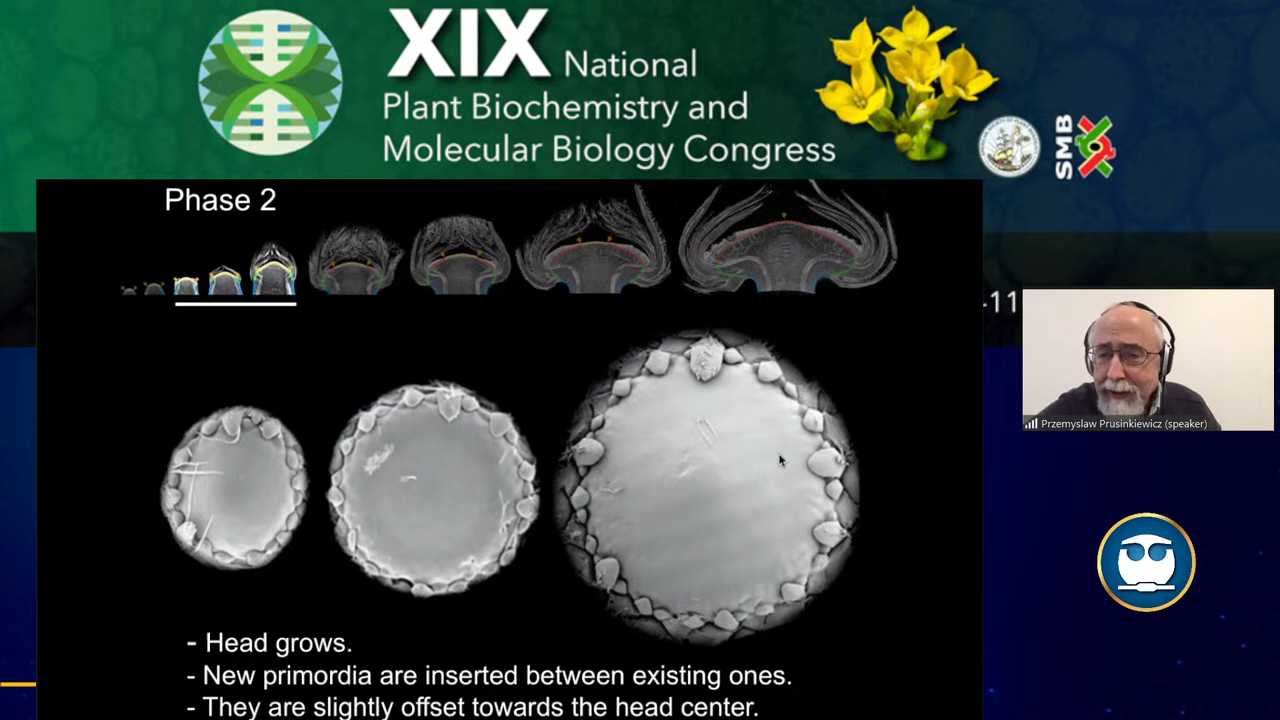 XIX National
Plant Biochemistry and
Molecular Biology Congress
SMB
Phase 2
-11
Przemyslaw Prusinkiewicz (speaker)
- Head grows.
- New primordia are inserted between existing ones.
- They are slightly offset towards the head center.